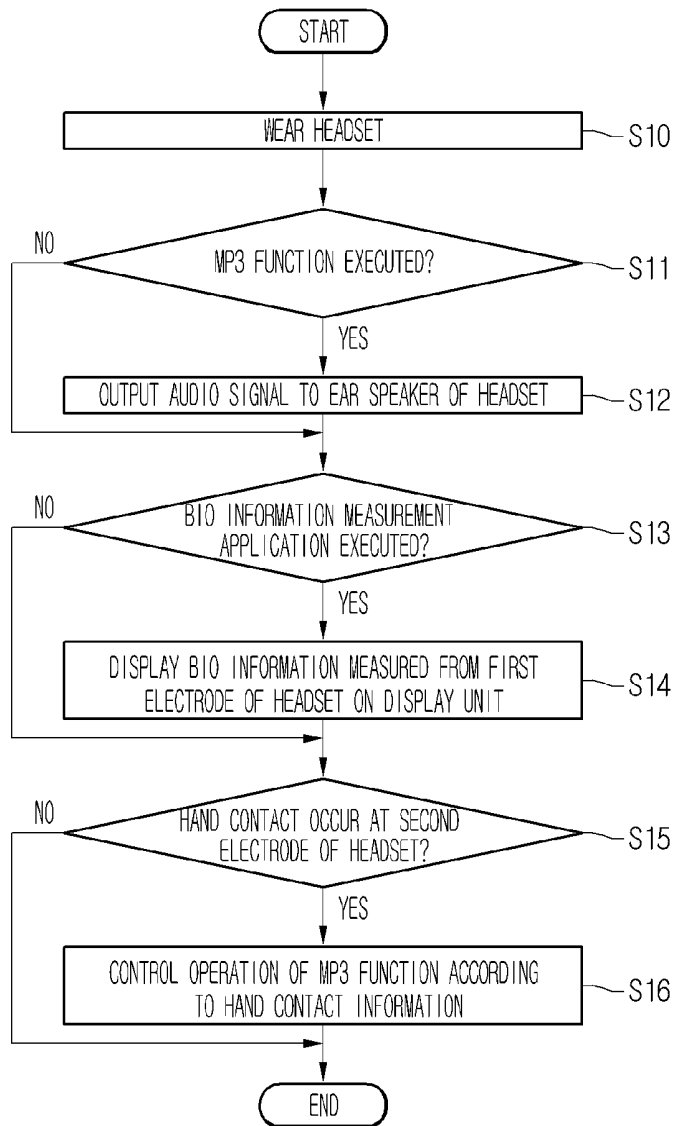 START
WEAR HEADSET
S10
NO
MP3 FUNCTION EXECUTED?
S11
YES
OUTPUT AUDIO SIGNAL TO EAR SPEAKER OF HEADSET
S12
NO
BIO INFORMATION MEASUREMENT
APPLICATION EXECUTED?
S13
YES
DISPLAY BIO INFORMATION MEASURED FROM FIRST
ELECTRODE OF HEADSET ON DISPLAY UNIT
S14
NO
HAND CONTACT OCCUR AT SECOND
ELECTRODE OF HEADSET?
S15
YES
CONTROL OPERATION OF MP3 FUNCTION ACCORDING
TO HAND CONTACT INFORMATION
S16
END